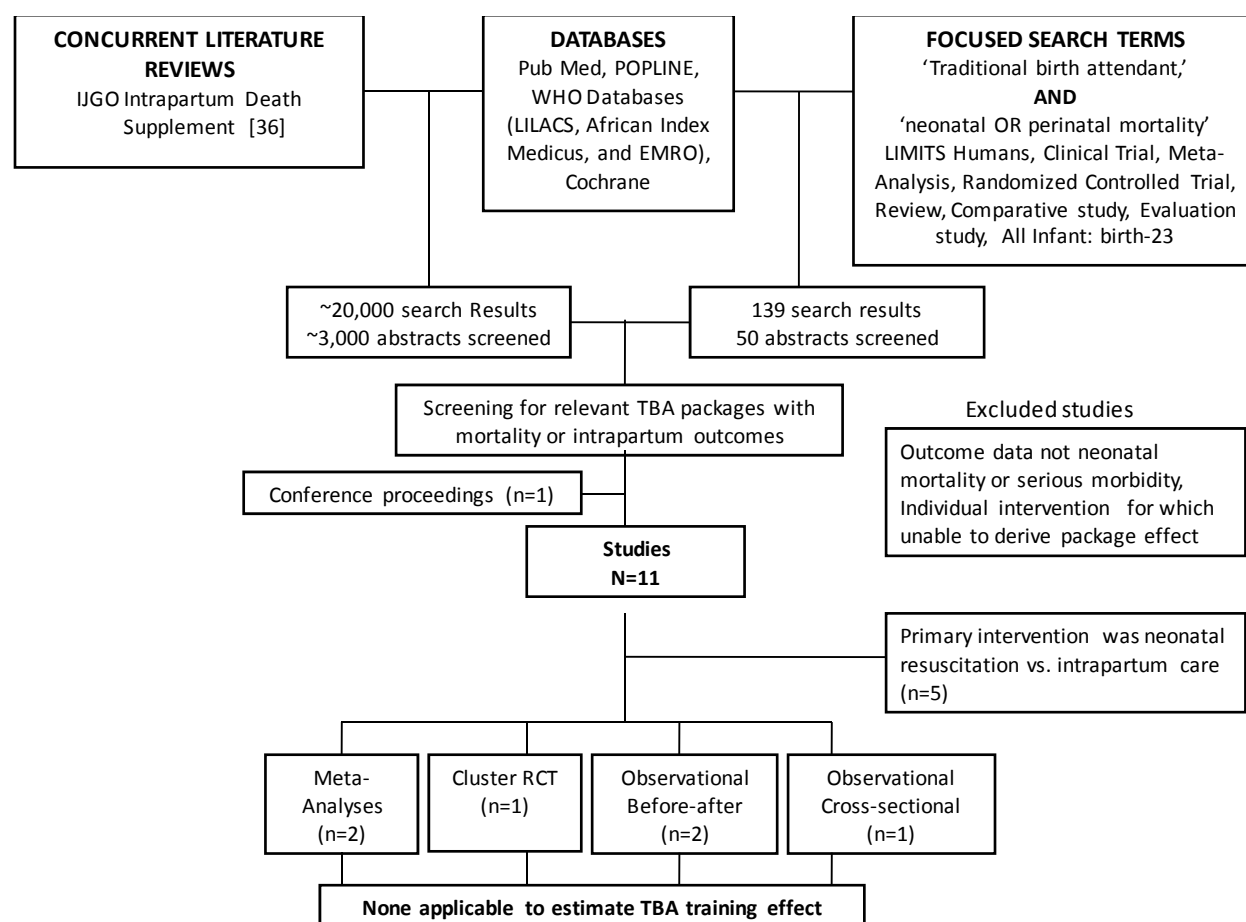 CONCURRENT LITERATURE
REVIEWS
IJGO Intrapartum Death
Supplement [36]
DATABASES
Pub Med, POPLINE,
WHO Databases
(LILACS, African Index
Medicus, and EMRO),
Cochrane
FOCUSED SEARCH TERMS
‘Traditional birth attendant,’
AND
‘neonatal OR perinatal mortality’
LIMITS Humans, Clinical Trial, Meta-
Analysis, Randomized Controlled Trial,
Review, Comparative study, Evaluation
study, All Infant: birth-23
~20,000 search Results
~3,000 abstracts screened
139 search results
50 abstracts screened
Screening for relevant TBA packages with
mortality or intrapartum outcomes
Excluded studies
Outcome data not neonatal
mortality or serious morbidity,
Individual intervention for which
unable to derive package effect
Conference proceedings (n=1)
Studies
N=11
Primary intervention was neonatal
resuscitation vs. intrapartum care
(n=5)
Meta-
Analyses
(n=2)
Cluster RCT
(n=1)
Observational
Before-after
(n=2)
Observational
Cross-sectional
(n=1)
None applicable to estimate TBA training effect